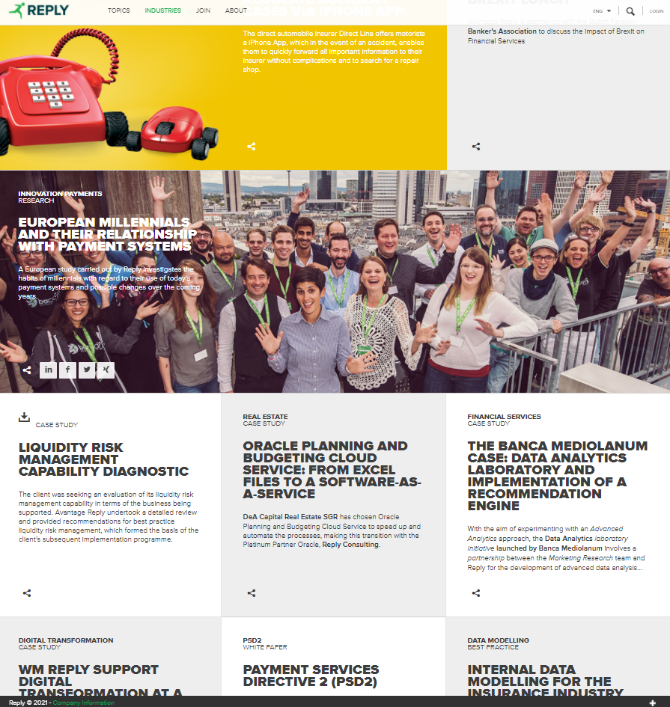 REPLY
TOPICS INDUSTRIES JOIN ABOUT
ENG
LOGIN
The direct automobile insurer Direct Line offers motorists
a iPhone App, which in the event of an accident, enables
them to quickly forward all important information to their
insurer without complications and to search for a repair
shop.
Banker's Association to discuss the impact of Brexit on
Financial Services
INNOVATION PAYMENTS
RESEARCH
EUROPEAN MILLENNIALS
AND THEIR RELATIONSHIP
WITH PAYMENT SYSTEMS
A European study carried out by Reply investigates the
habits of millennials with regard to their use of today's
payment systems and possible changes over the coming
years.
CASE STUDY
LIQUIDITY RISK
MANAGEMENT
CAPABILITY DIAGNOSTIC
The client was seeking an evaluation of its liquidity risk
management capability in terms of the business being
supported. Avantage Reply undertook a detailed review
and provided recommendations for best practice
liquidity risk management, which formed the basis of the
client's subsequent implementation programme.
REAL ESTATE
CASE STUDY
ORACLE PLANNING AND
BUDGETING CLOUD
SERVICE: FROM EXCEL
FILES TO A SOFTWARE-AS-
A-SERVICE
DeA Capital Real Estate SGR has chosen Oracle
Planning and Budgeting Cloud Service to speed up and
automate the processes, making this transition with the
Platinum Partner Oracle, Reply Consulting.
FINANCIAL SERVICES
CASE STUDY
THE BANCA MEDIOLANUM
CASE: DATA ANALYTICS
LABORATORY AND
IMPLEMENTATION OF A
RECOMMENDATION
ENGINE
With the aim of experimenting with an Advanced
Analytics approach, the Data Analytics laboratory
initiative launched by Banca Mediolanum involves a
partnership between the Marketing Research team and
Reply for the development of advanced data analysis...
DIGITAL TRANSFORMATION
CASE STUDY
WM REPLY SUPPORT
DIGITAL
TRANSFORMATION AT A
PSD2
WHITE PAPER
PAYMENT SERVICES
DIRECTIVE 2 (PSD2)
DATA MODELLING
BEST PRACTICE
INTERNAL DATA
MODELLING FOR THE
INSURANCE INDUSTRY
Reply © 2021 - Company Information